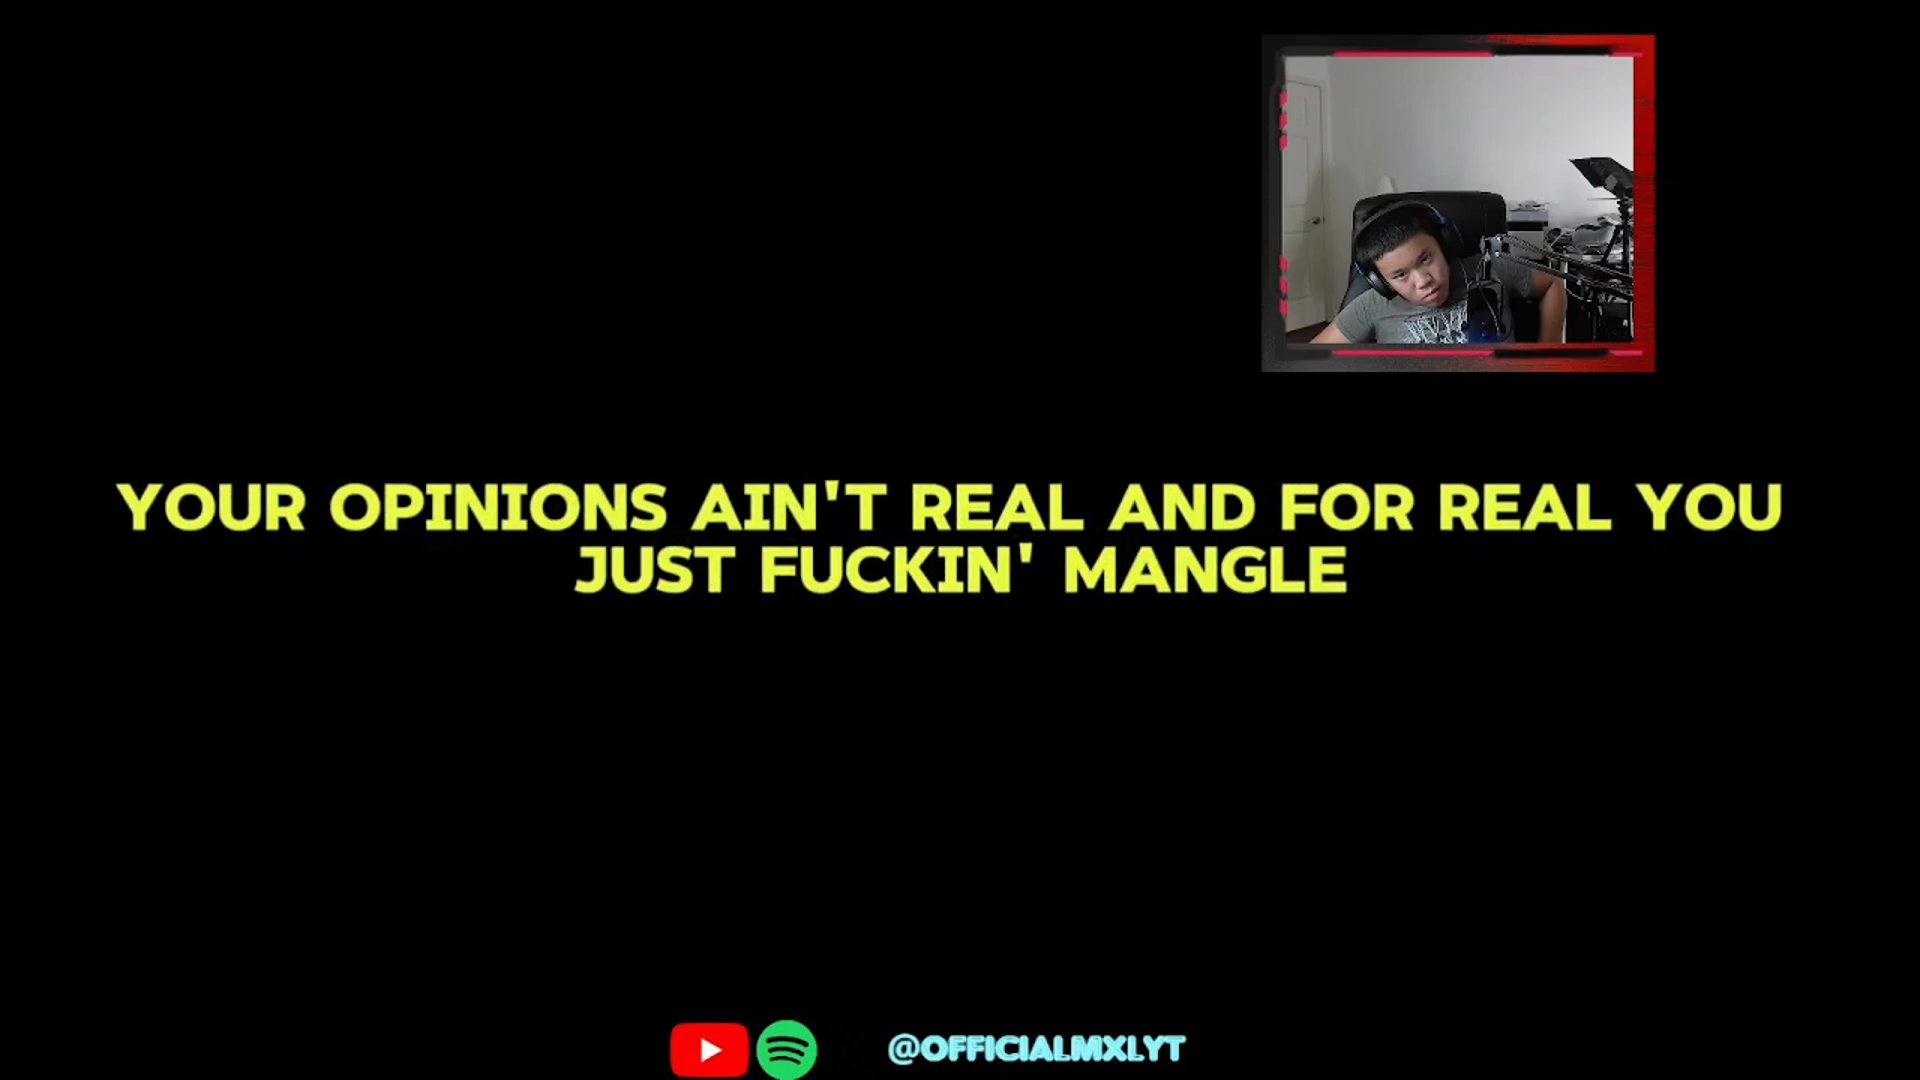 YOUR OPINIONS AIN'T REAL AND FOR REAL YOU
JUST FUCKIN' MANGLE
@OFFICIALMXLYT